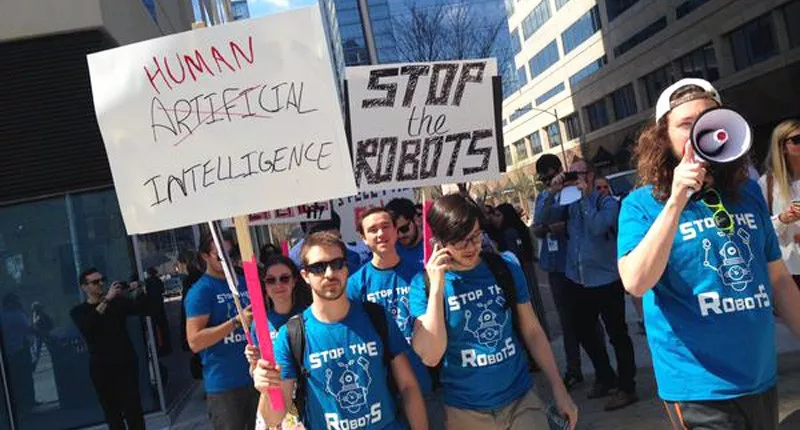 HUMAN
ARTIFICIAL
INTELLIGENCE
STOP
the
ROBOTS
STOP THE
ROBOTS
STOP THE
ROBOTS
STOP THE
ROBOTS